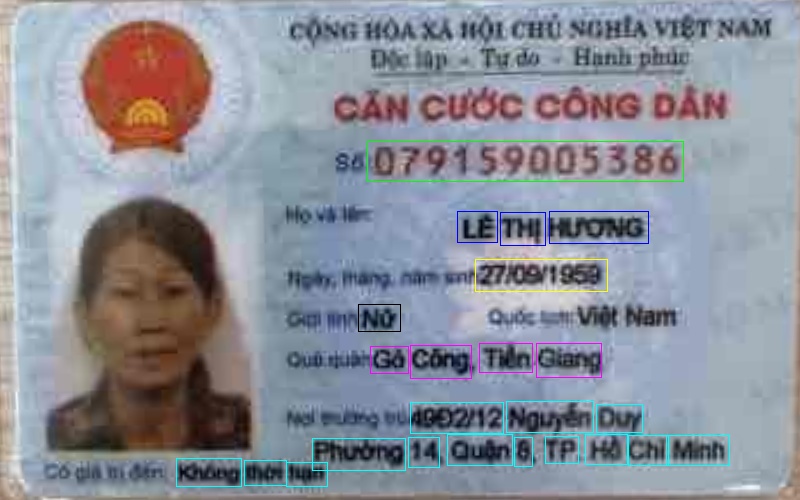 CỘNG HÒA XÃ HỘI CHỦ NGHĨA VIỆT NAM
Độc lập - Tự do - Hạnh phúc
CĂN CƯỚC CÔNG DÂN
Số: 079159005386
Họ và tên:
LÊ THỊ HƯƠNG
Ngày, tháng, năm sinh: 27/09/1959
Giới tính: Nữ Quốc tịch: Việt Nam
Quê quán: Gò Công, Tiền Giang
Nơi thường trú: Nguyễn Duy
Phường 14, Quận 8, TP. Hồ Chí Minh
Có giá trị đến: Không thời hạn